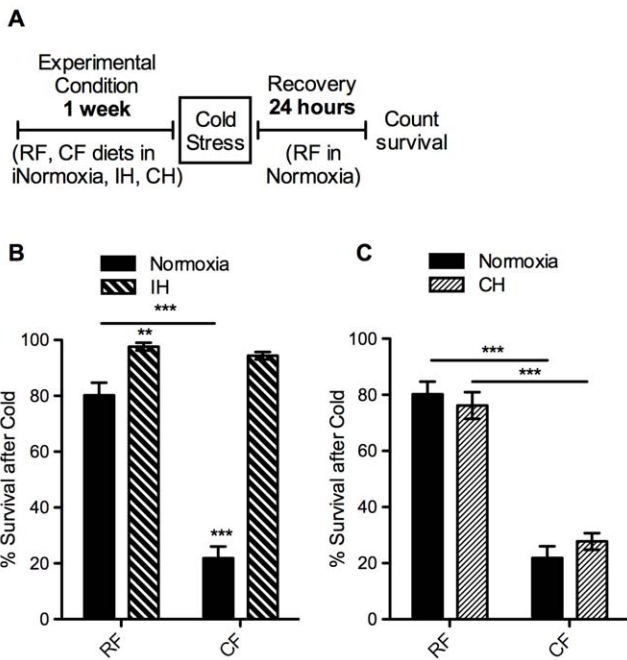 A
Experimental
Condition
1 week
(RF, CF diets in
iNormoxia, IH, CH)
Cold
Stress
Recovery
24 hours
(RF in
Normoxia)
Count
survival
B
Normoxia
IH
***
**
***
% Survival after Cold
100
80
60
40
20
0
RF
CF
C
Normoxia
CH
***
***
% Survival after Cold
100
80
60
40
20
0
RF
CF